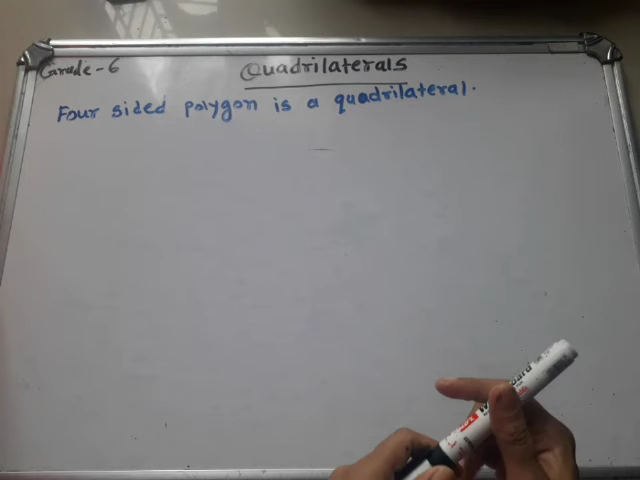 Grade - 6
Quadrilaterals
Four sided polygon is a quadrilateral.